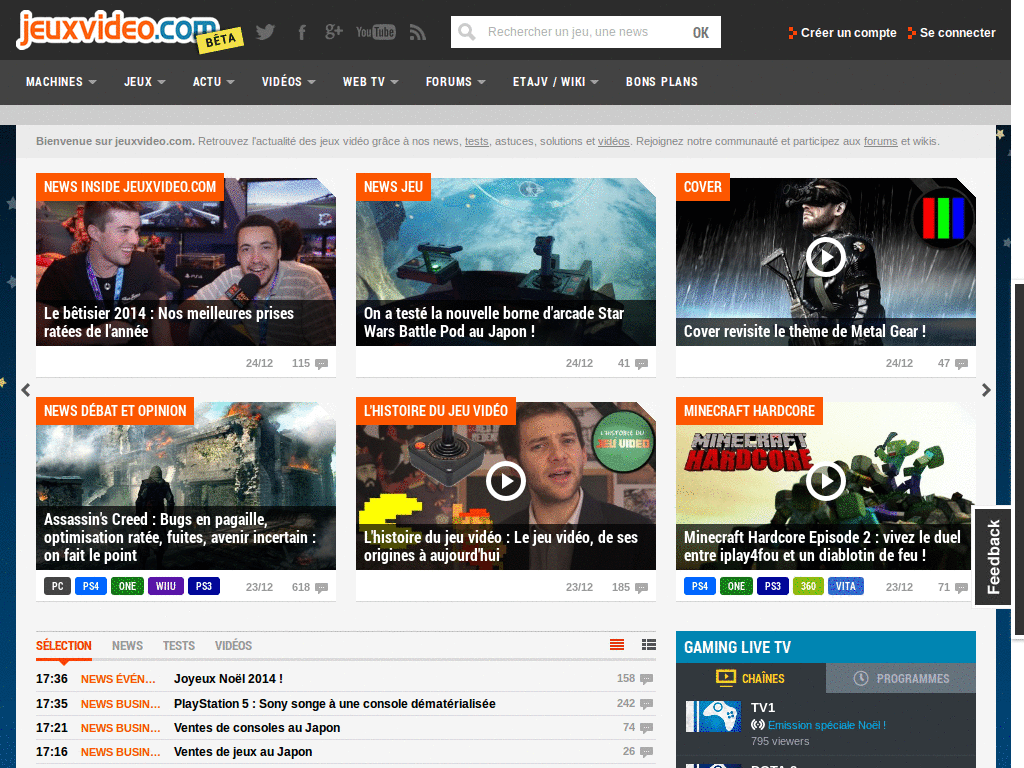 jeuxvideo.com BÊTA
You Tube
Rechercher un jeu, une news OK
Créer un compte Se connecter
MACHINES JEUX ACTU VIDÉOS WEB TV FORUMS ETAJV / WIKI BONS PLANS
Bienvenue sur jeuxvideo.com. Retrouvez l'actualité des jeux vidéo grâce à nos news, tests, astuces, solutions et vidéos. Rejoignez notre communauté et participez aux forums et wikis.
NEWS INSIDE JEUXVIDEO.COM
Le bêtisier 2014 : Nos meilleures prises
ratées de l'année
24/12 115
NEWS JEU
On a testé la nouvelle borne d'arcade Star
Wars Battle Pod au Japon !
24/12 41
COVER
Cover revisite le thème de Metal Gear !
24/12 47
NEWS DÉBAT ET OPINION
Assassin's Creed : Bugs en pagaille,
optimisation ratée, fuites, avenir incertain :
on fait le point
PC PS4 ONE WIIU PS3 23/12 618
L'HISTOIRE DU JEU VIDÉO
L'HISTOIRE DU
JEU VIDEO
L'histoire du jeu vidéo : Le jeu vidéo, de ses
origines à aujourd'hui
23/12 185
MINECRAFT HARDCORE
MINECRAFT
HARDCORE
Minecraft Hardcore Episode 2 : vivez le duel
entre iplay4fou et un diablotin de feu !
PS4 ONE PS3 360 VITA 23/12 71
Feedback
SÉLECTION NEWS TESTS VIDÉOS
17:36 NEWS ÉVÉN... Joyeux Noël 2014 ! 158
17:35 NEWS BUSIN... PlayStation 5 : Sony songe à une console dématérialisée 242
17:21 NEWS BUSIN... Ventes de consoles au Japon 74
17:16 NEWS BUSIN... Ventes de jeux au Japon 26
GAMING LIVE TV
CHAÎNES PROGRAMMES
TV1
Emission spéciale Noël !
795 viewers